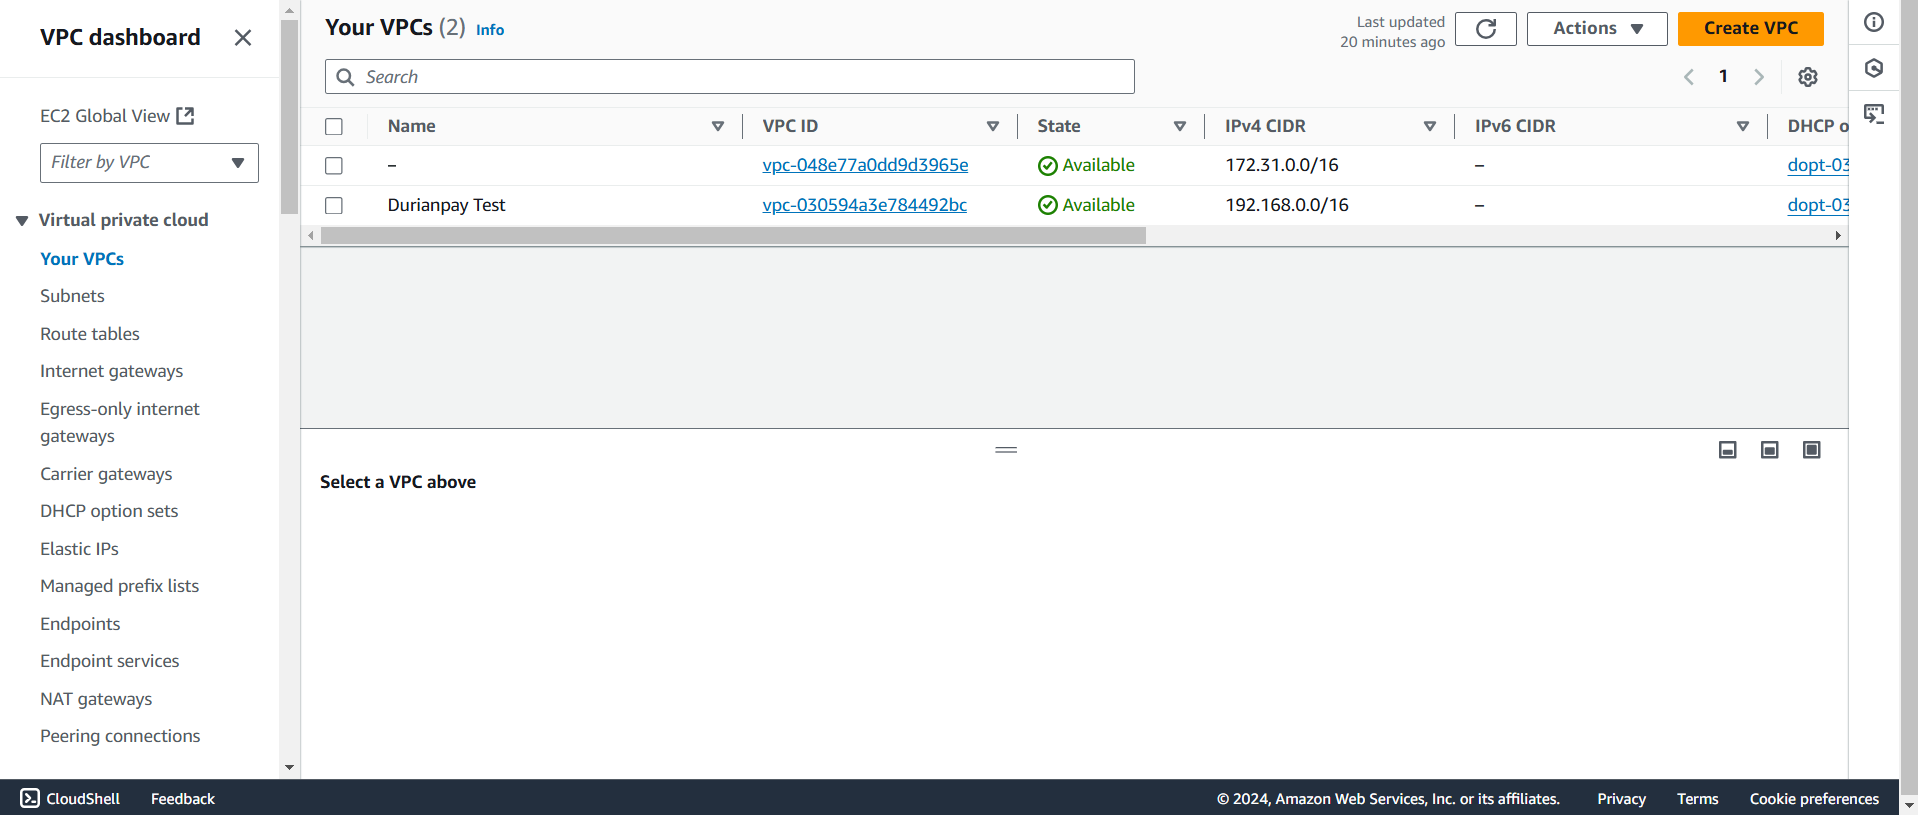 VPC dashboard
EC2 Global View
Filter by VPC
Virtual private cloud
Your VPCs
Subnets
Route tables
Internet gateways
Egress-only internet
gateways
Carrier gateways
DHCP option sets
Elastic IPs
Managed prefix lists
Endpoints
Endpoint services
NAT gateways
Peering connections
Your VPCs (2) Info
Last updated
20 minutes ago
Actions
Create VPC
Search
1
Name VPC ID State IPv4 CIDR IPv6 CIDR DHCP o
– vpc-048e77a0dd9d3965e Available 172.31.0.0/16 – dopt-03
Durianpay Test vpc-030594a3e784492bc Available 192.168.0.0/16 – dopt-03
Select a VPC above
CloudShell Feedback © 2024, Amazon Web Services, Inc. or its affiliates. Privacy Terms Cookie preferences